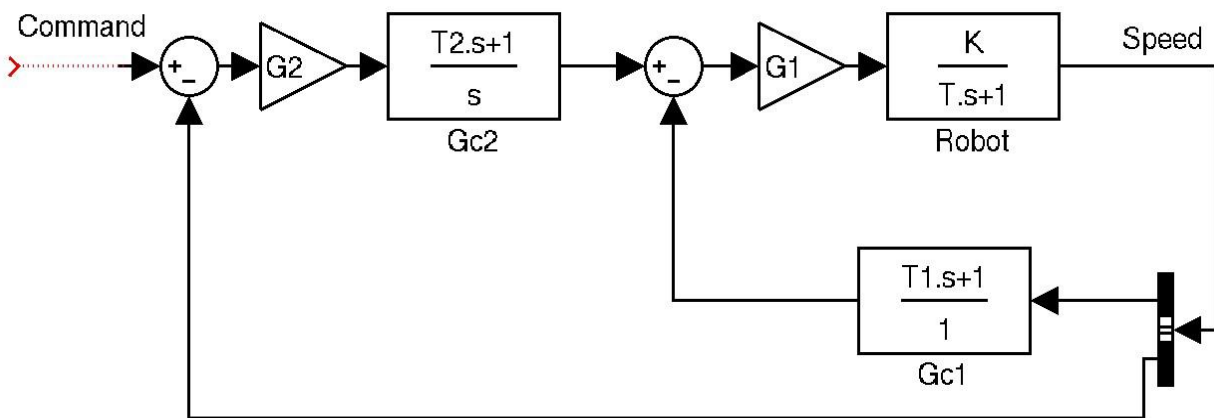 Command
+
−
G2
T2.s+1
s
Gc2
+
−
G1
K
T.s+1
Robot
Speed
T1.s+1
1
Gc1